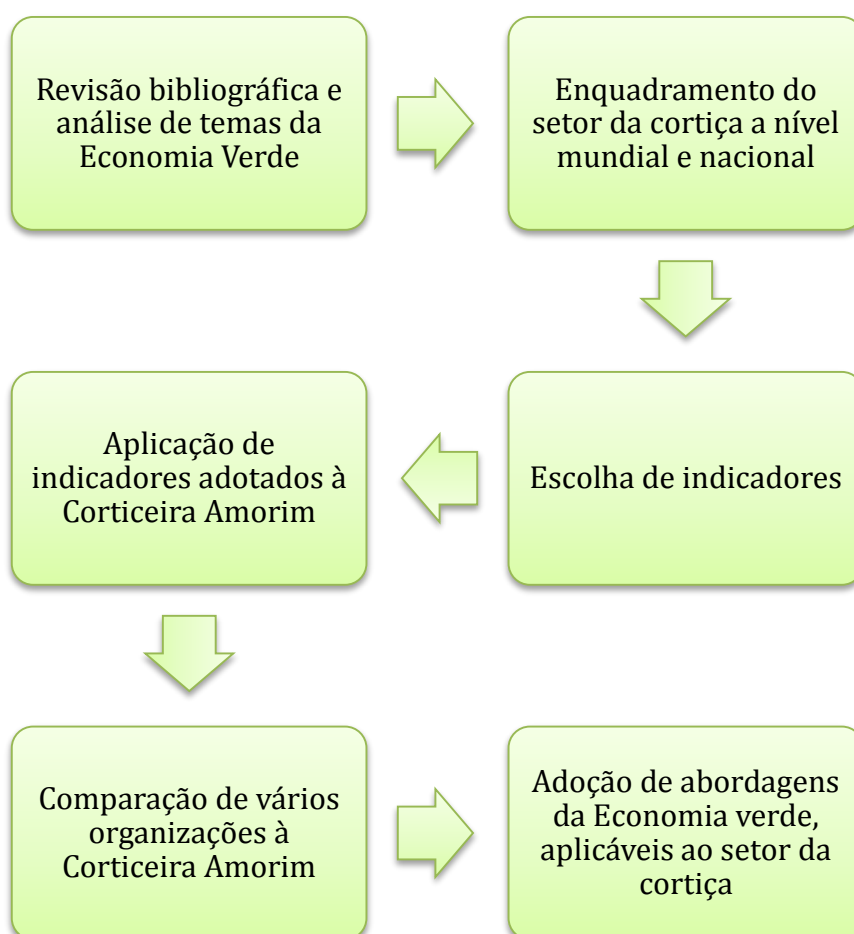 Revisão bibliográfica e
análise de temas da
Economia Verde
Enquadramento do
setor da cortiça a nível
mundial e nacional
Escolha de indicadores
Aplicação de
indicadores adotados à
Corticeira Amorim
Comparação de vários
organizações à
Corticeira Amorim
Adoção de abordagens
da Economia verde,
aplicáveis ao setor da
cortiça